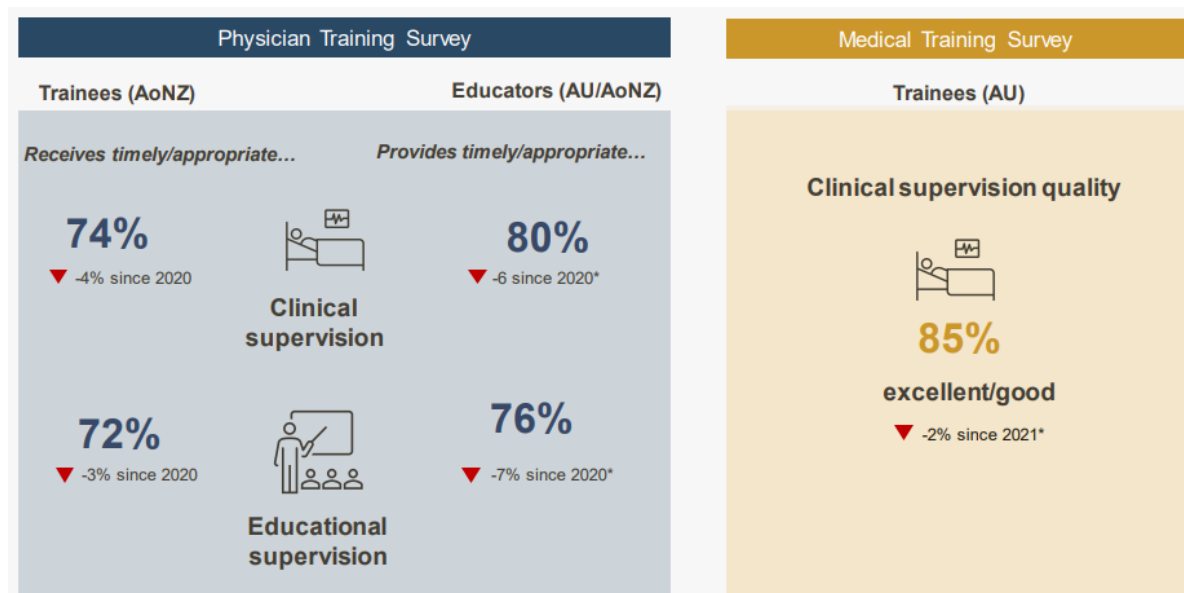 Physician Training Survey
Trainees (AoNZ)
Educators (AU/AoNZ)
Receives timely/appropriate…
Provides timely/appropriate…
74%
-4% since 2020
80%
-6 since 2020*
Clinical
supervision
72%
-3% since 2020
76%
-7% since 2020*
Educational
supervision
Medical Training Survey
Trainees (AU)
Clinical supervision quality
85%
excellent/good
-2% since 2021*